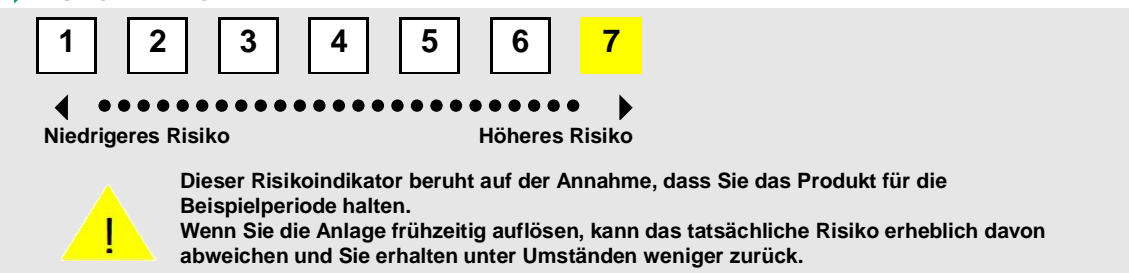 1 2 3 4 5 6 7
Niedrigeres Risiko Höheres Risiko
Dieser Risikoindikator beruht auf der Annahme, dass Sie das Produkt für die
Beispielperiode halten.
! Wenn Sie die Anlage frühzeitig auflösen, kann das tatsächliche Risiko erheblich davon
abweichen und Sie erhalten unter Umständen weniger zurück.